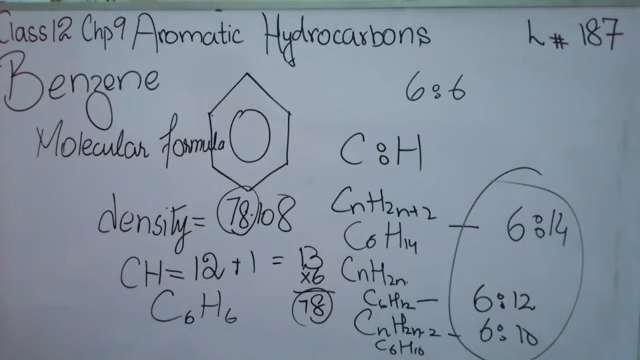 Class12 Chp9 Aromatic Hydrocarbons L # 187
Benzene 6:6
Molecular formula C:H
density = 78.108
CnH2n+2
C6H14 — 6:14
CH = 12 + 1 = 13
×6
78
C6H6
CnH2n
C6H12 — 6:12
CnH2n-2 – 6:10
C6H10